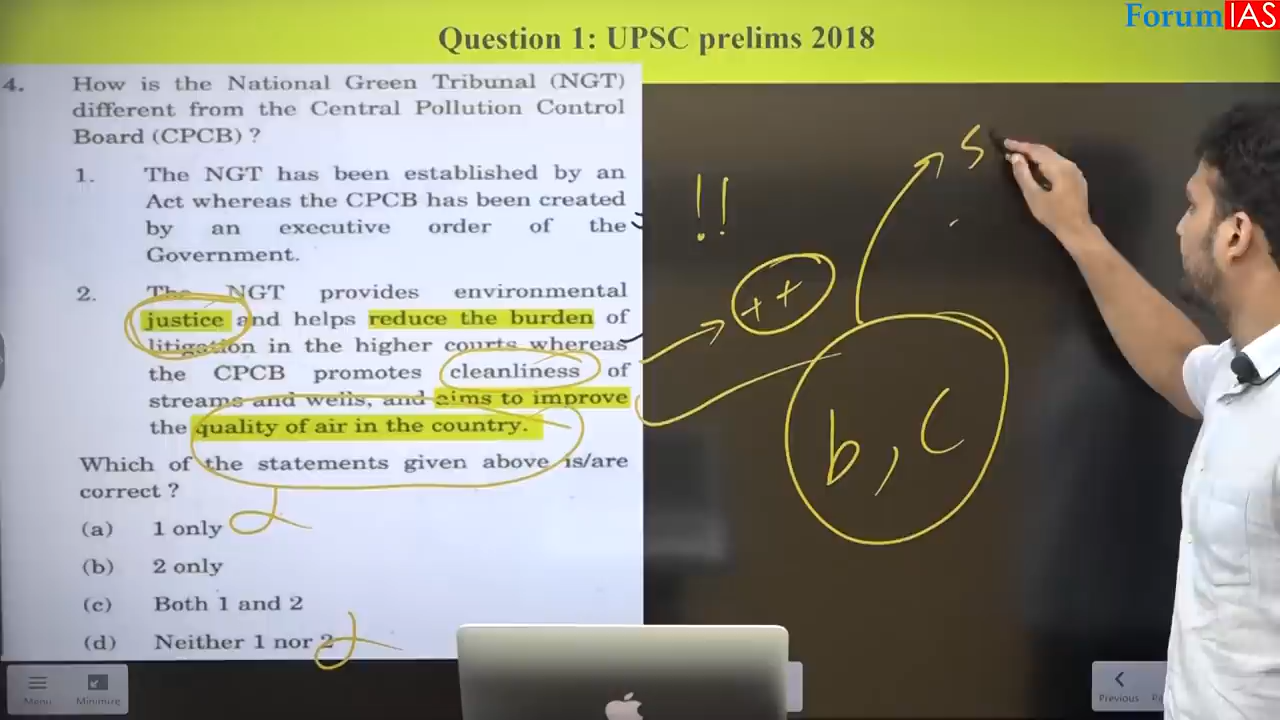 ForumIAS
Question 1: UPSC prelims 2018
4. How is the National Green Tribunal (NGT)
different from the Central Pollution Control
Board (CPCB) ?
1. The NGT has been established by an
Act whereas the CPCB has been created
by an executive order of the
Government.
2. The NGT provides environmental
justice and helps reduce the burden of
litigation in the higher courts whereas
the CPCB promotes cleanliness of
streams and wells, and aims to improve
the quality of air in the country.
Which of the statements given above is/are
correct ?
(a) 1 only
(b) 2 only
(c) Both 1 and 2
(d) Neither 1 nor 2
!!
++
S
b, c
Menu
Minimize
Previous